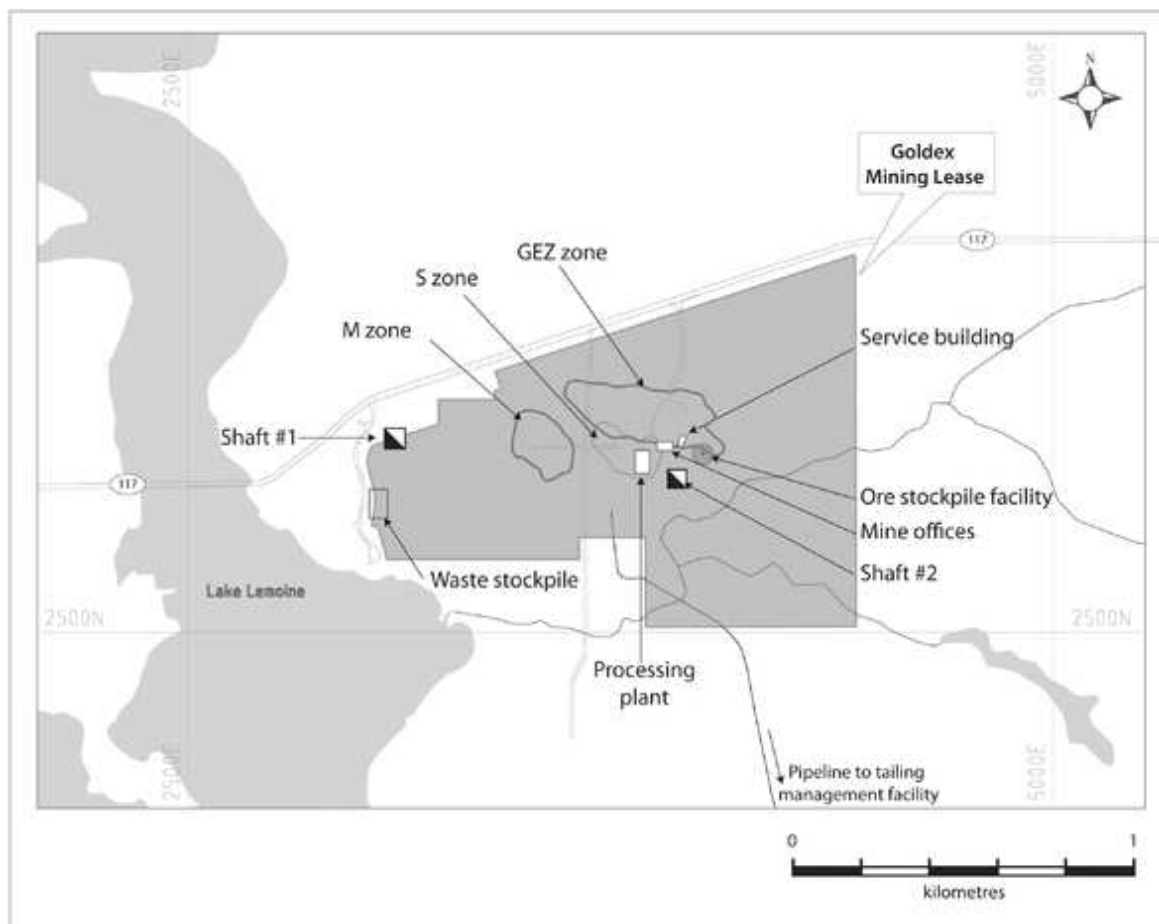 2500E
5000E
N
Goldex
Mining Lease
117
GEZ zone
S zone
Service building
M zone
Shaft #1
117
Ore stockpile facility
Mine offices
Waste stockpile
Shaft #2
Lake Lemoine
2500N
2500N
Processing
plant
2500E
5000E
Pipeline to tailing
management facility
0
1
kilometres